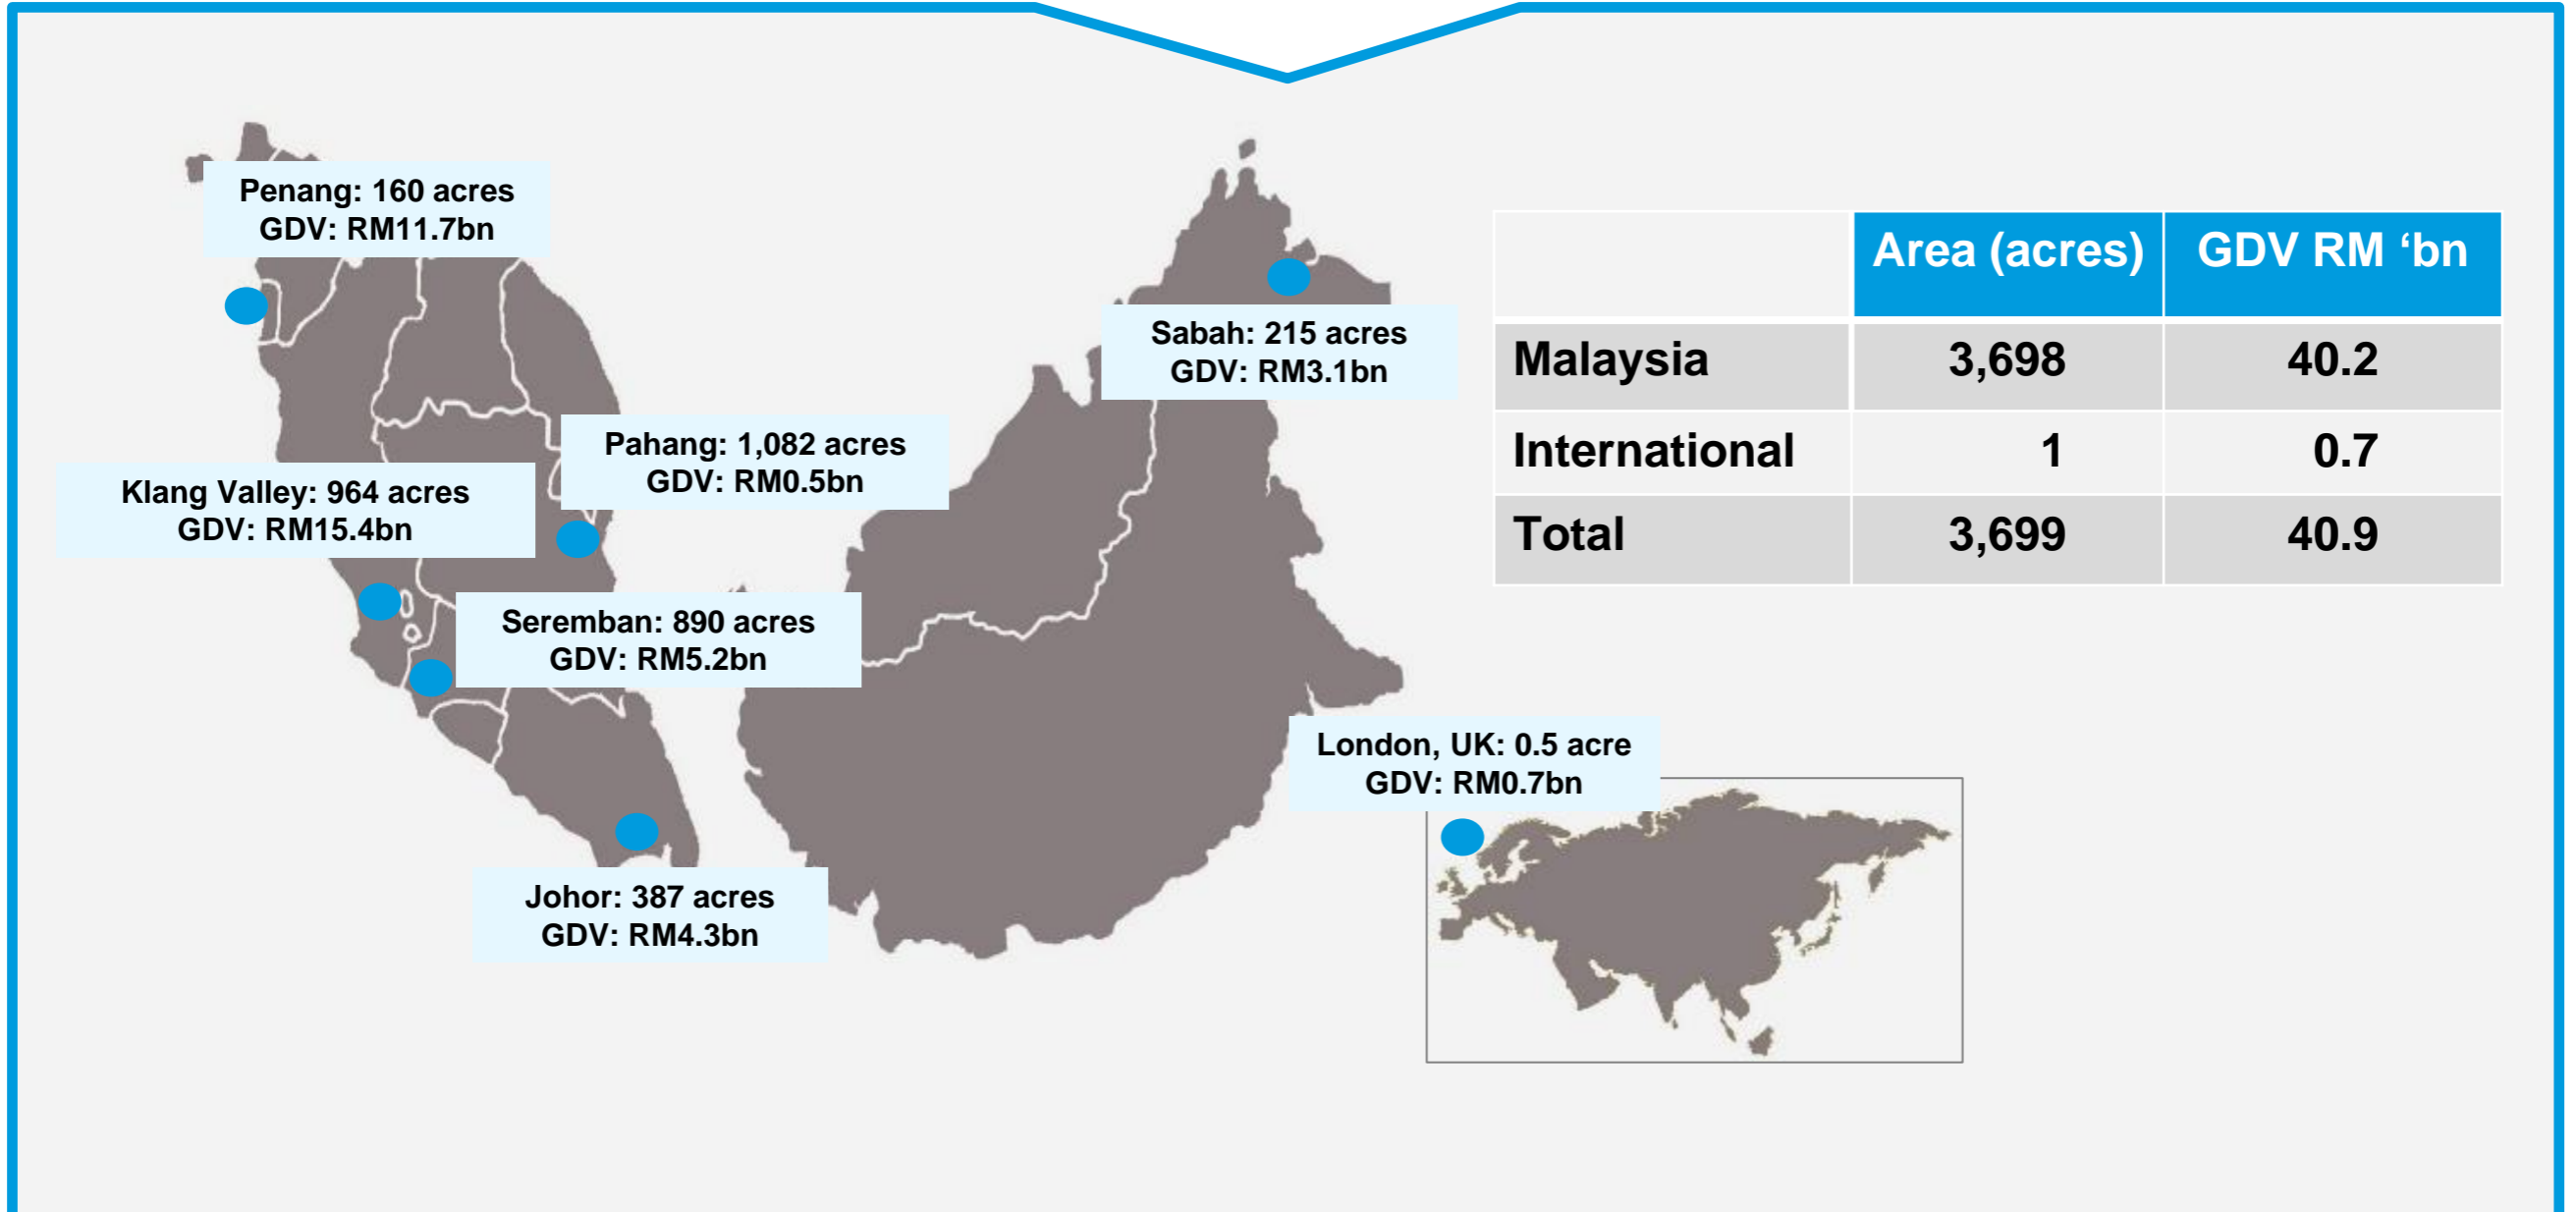 Penang: 160 acres
GDV: RM11.7bn
Sabah: 215 acres
GDV: RM3.1bn
Pahang: 1,082 acres
GDV: RM0.5bn
Klang Valley: 964 acres
GDV: RM15.4bn
Seremban: 890 acres
GDV: RM5.2bn
Johor: 387 acres
GDV: RM4.3bn
London, UK: 0.5 acre
GDV: RM0.7bn
Area (acres) GDV RM ‘bn
Malaysia 3,698 40.2
International 1 0.7
Total 3,699 40.9